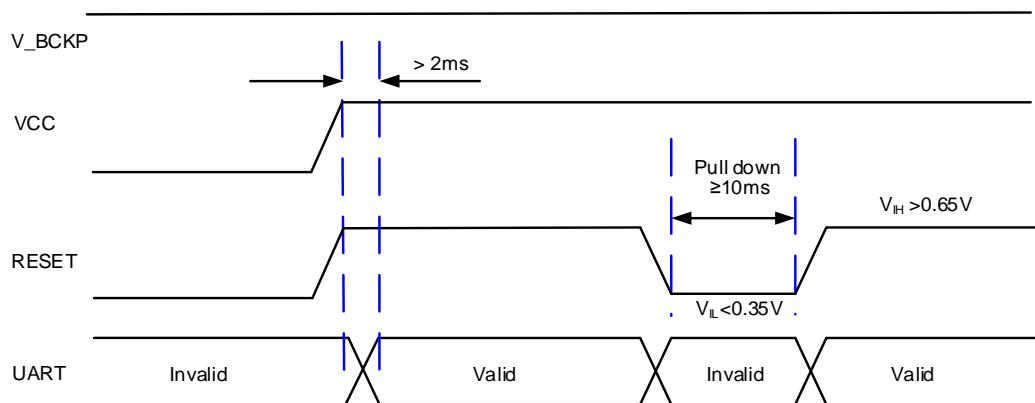 V_BCKP
> 2ms
VCC
Pull down
≥10ms
VIH >0.65V
RESET
VIL<0.35V
UART
Invalid
Valid
Invalid
Valid